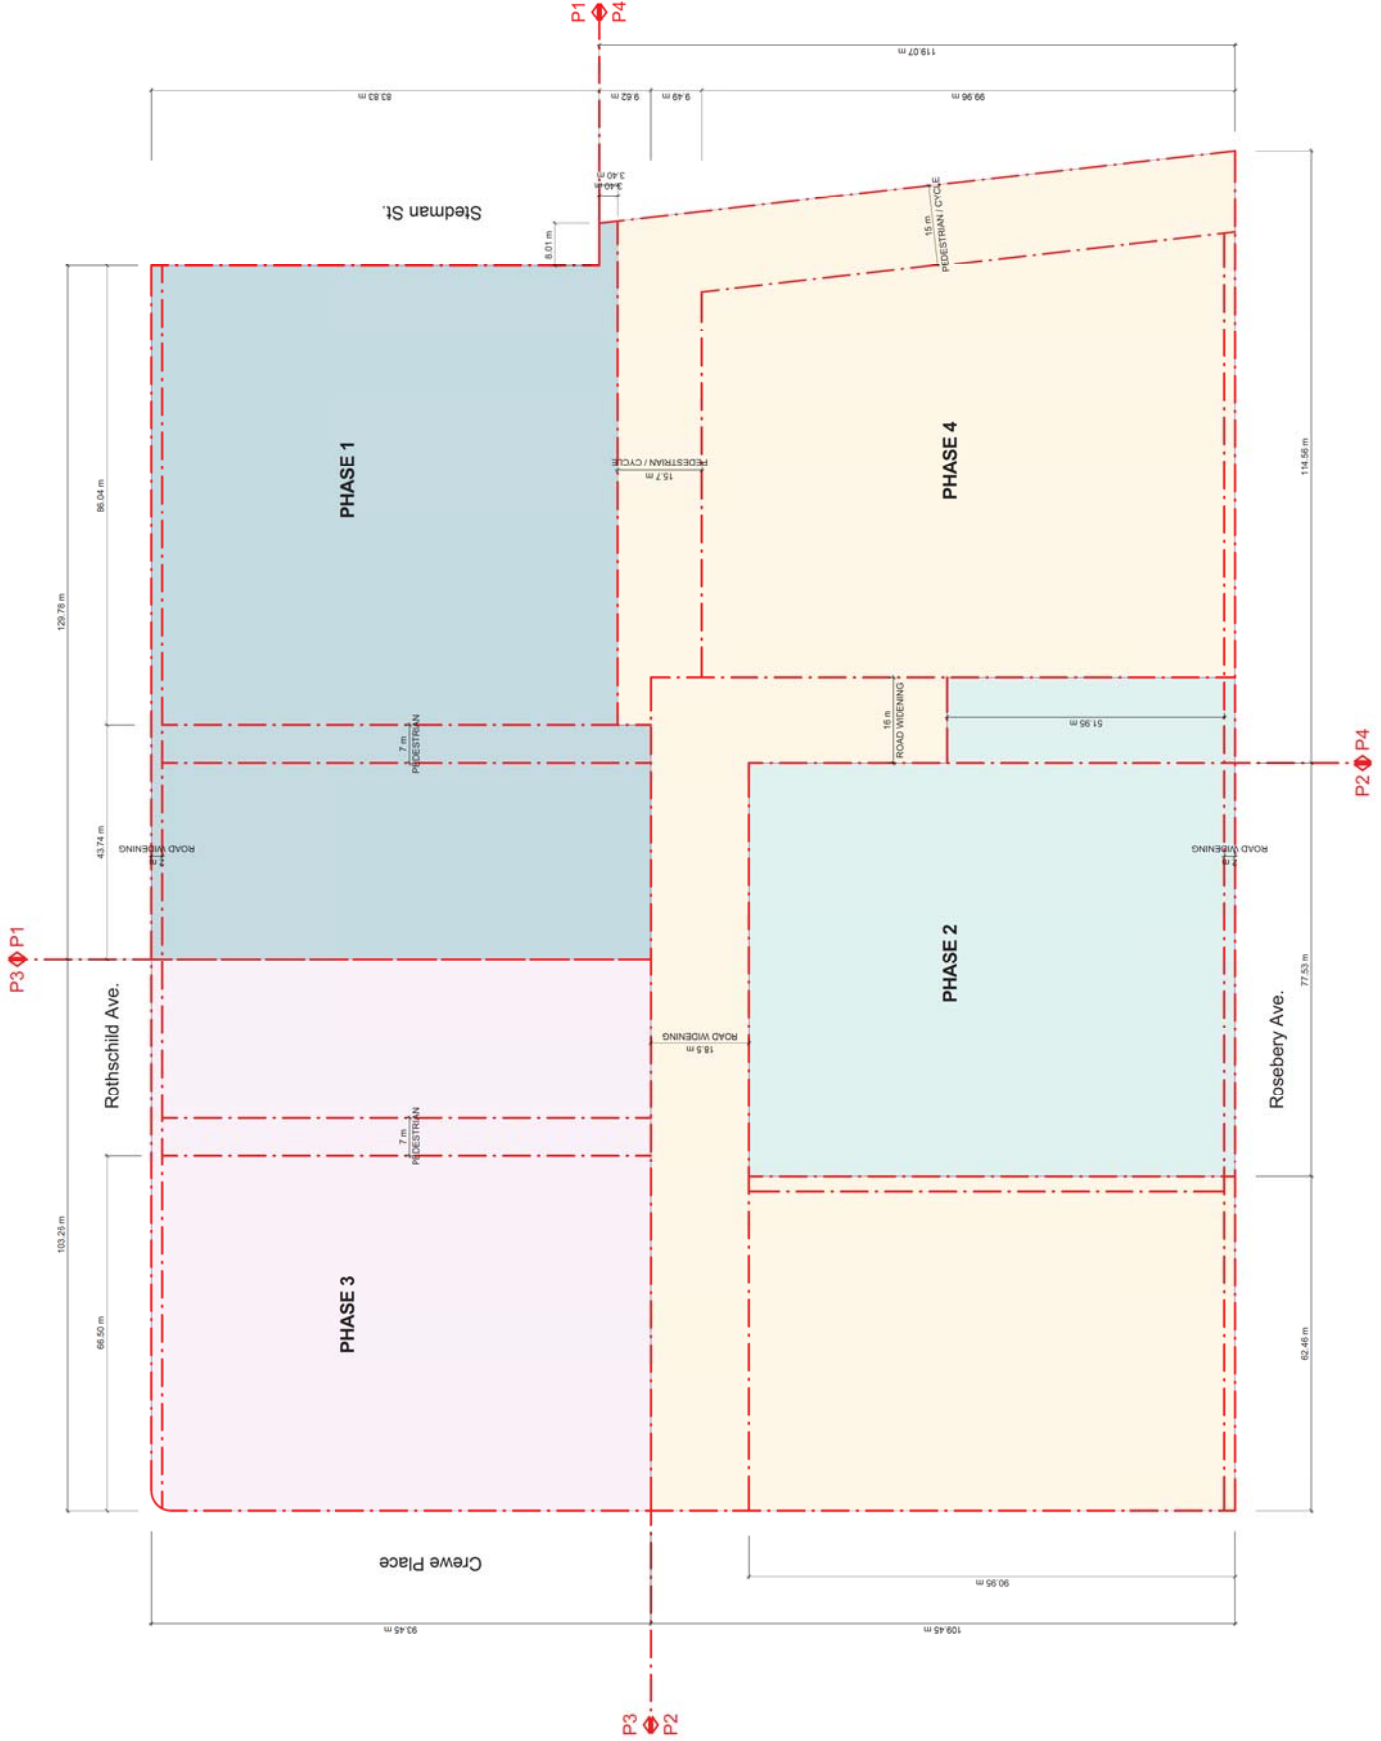 P1 P4
119.07 m
83.83 m
9.62 m
9.49 m
99.96 m
3.40 m
3.40 m
Stedman St.
8.01 m
15 m
PEDESTRIAN / CYCLE
PHASE 1
86.04 m
129.78 m
PEDESTRIAN / CYCLE
15.7 m
PHASE 4
114.56 m
7 m
PEDESTRIAN
16 m
ROAD WIDENING
51.95 m
P2 P4
43.74 m
ROAD WIDENING
ROAD WIDENING
P3 P1
Rothschild Ave.
PHASE 2
77.53 m
Rosebery Ave.
ROAD WIDENING
18.5 m
7 m
PEDESTRIAN
103.26 m
66.50 m
PHASE 3
62.46 m
Crewe Place
90.95 m
93.45 m
109.45 m
P3
P2